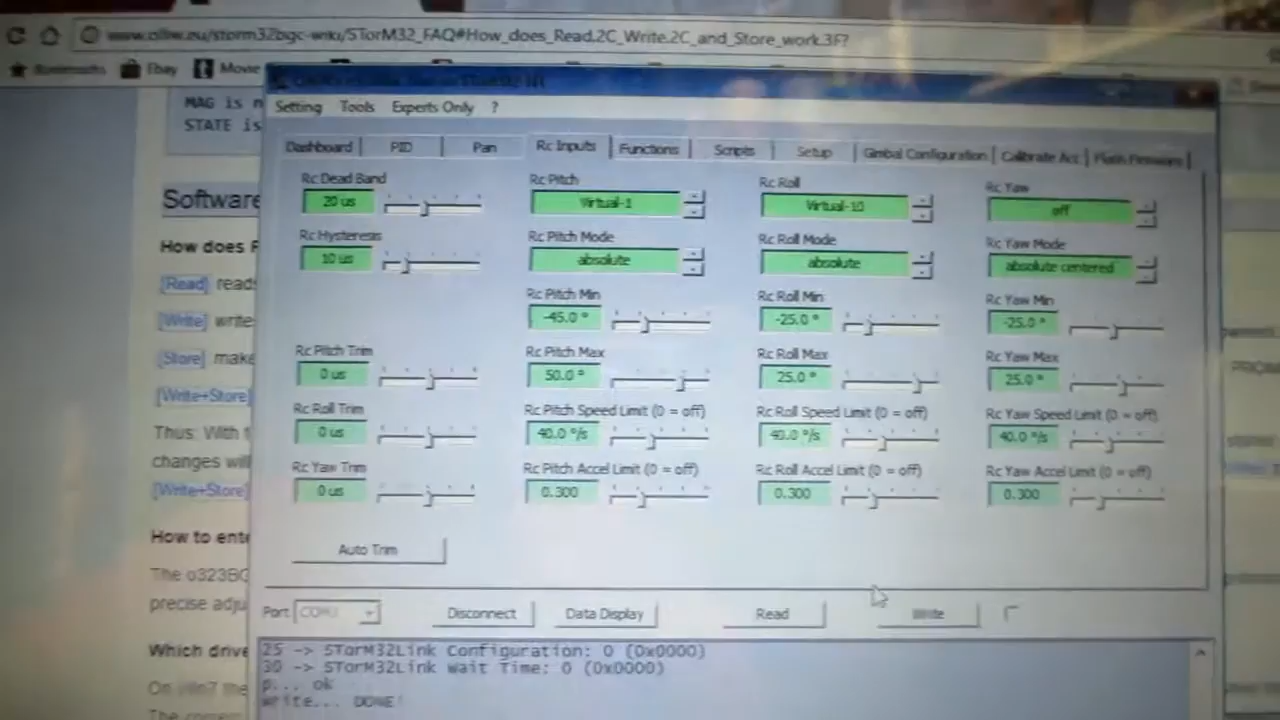 www.olliw.eu/storm32bgc-wiki/STorM32_FAQ#How_does_Read.2C_Write.2C_and_Store_work.3F?
Bookmarks Ebay Movie
MAG is n
STATE is
Setting Tools Experts Only ?
Dashboard PID Pan Rc Inputs Functions Scripts Setup Gimbal Configuration Calibrate Acc Flash Firmware
Rc Dead Band Rc Pitch Rc Roll Rc Yaw
20 us Virtual-1 Virtual-10 off
Software
Rc Hysteresis Rc Pitch Mode Rc Roll Mode Rc Yaw Mode
How does R
10 us absolute absolute absolute centered
[Read] reads
Rc Pitch Min Rc Roll Min Rc Yaw Min
[Write] write
-45.0 ° -25.0 ° -25.0 °
[Store] make
Rc Pitch Trim Rc Pitch Max Rc Roll Max Rc Yaw Max
0 us 50.0 ° 25.0 ° 25.0 °
[Write+Store]
Rc Roll Trim Rc Pitch Speed Limit (0 = off) Rc Roll Speed Limit (0 = off) Rc Yaw Speed Limit (0 = off)
Thus: With t
0 us 40.0 °/s 40.0 °/s 40.0 °/s
changes will
Rc Yaw Trim Rc Pitch Accel Limit (0 = off) Rc Roll Accel Limit (0 = off) Rc Yaw Accel Limit (0 = off)
[Write+Store]
0 us 0.300 0.300 0.300
How to ente
Auto Trim
The o323BG
precise adju
Port Disconnect Data Display Read Write
Which drive
25 -> STorM32Link Configuration: 0 (0x0000)
30 -> STorM32Link Wait Time: 0 (0x0000)
On Win7 the
p... ok
write... DONE!